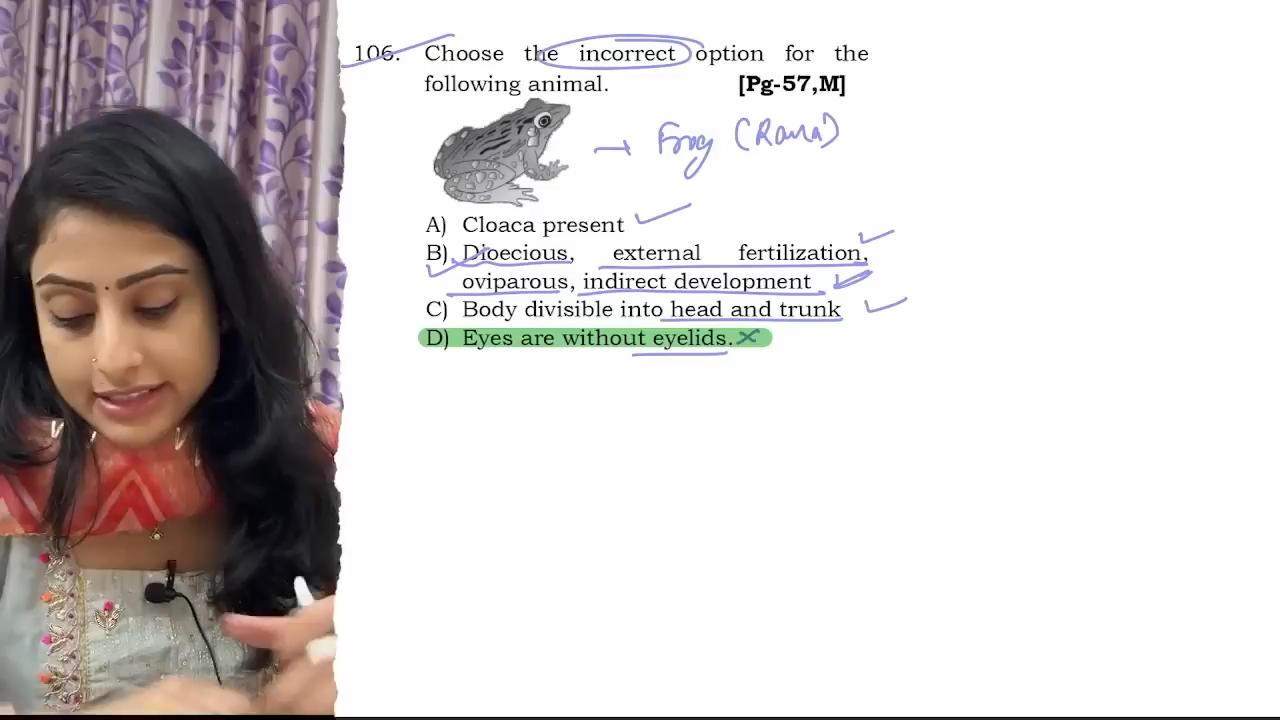 106. Choose the incorrect option for the
following animal. [Pg-57,M]
→ Frog (Rana)
A) Cloaca present
B) Dioecious, external fertilization,
oviparous, indirect development
C) Body divisible into head and trunk
D) Eyes are without eyelids.